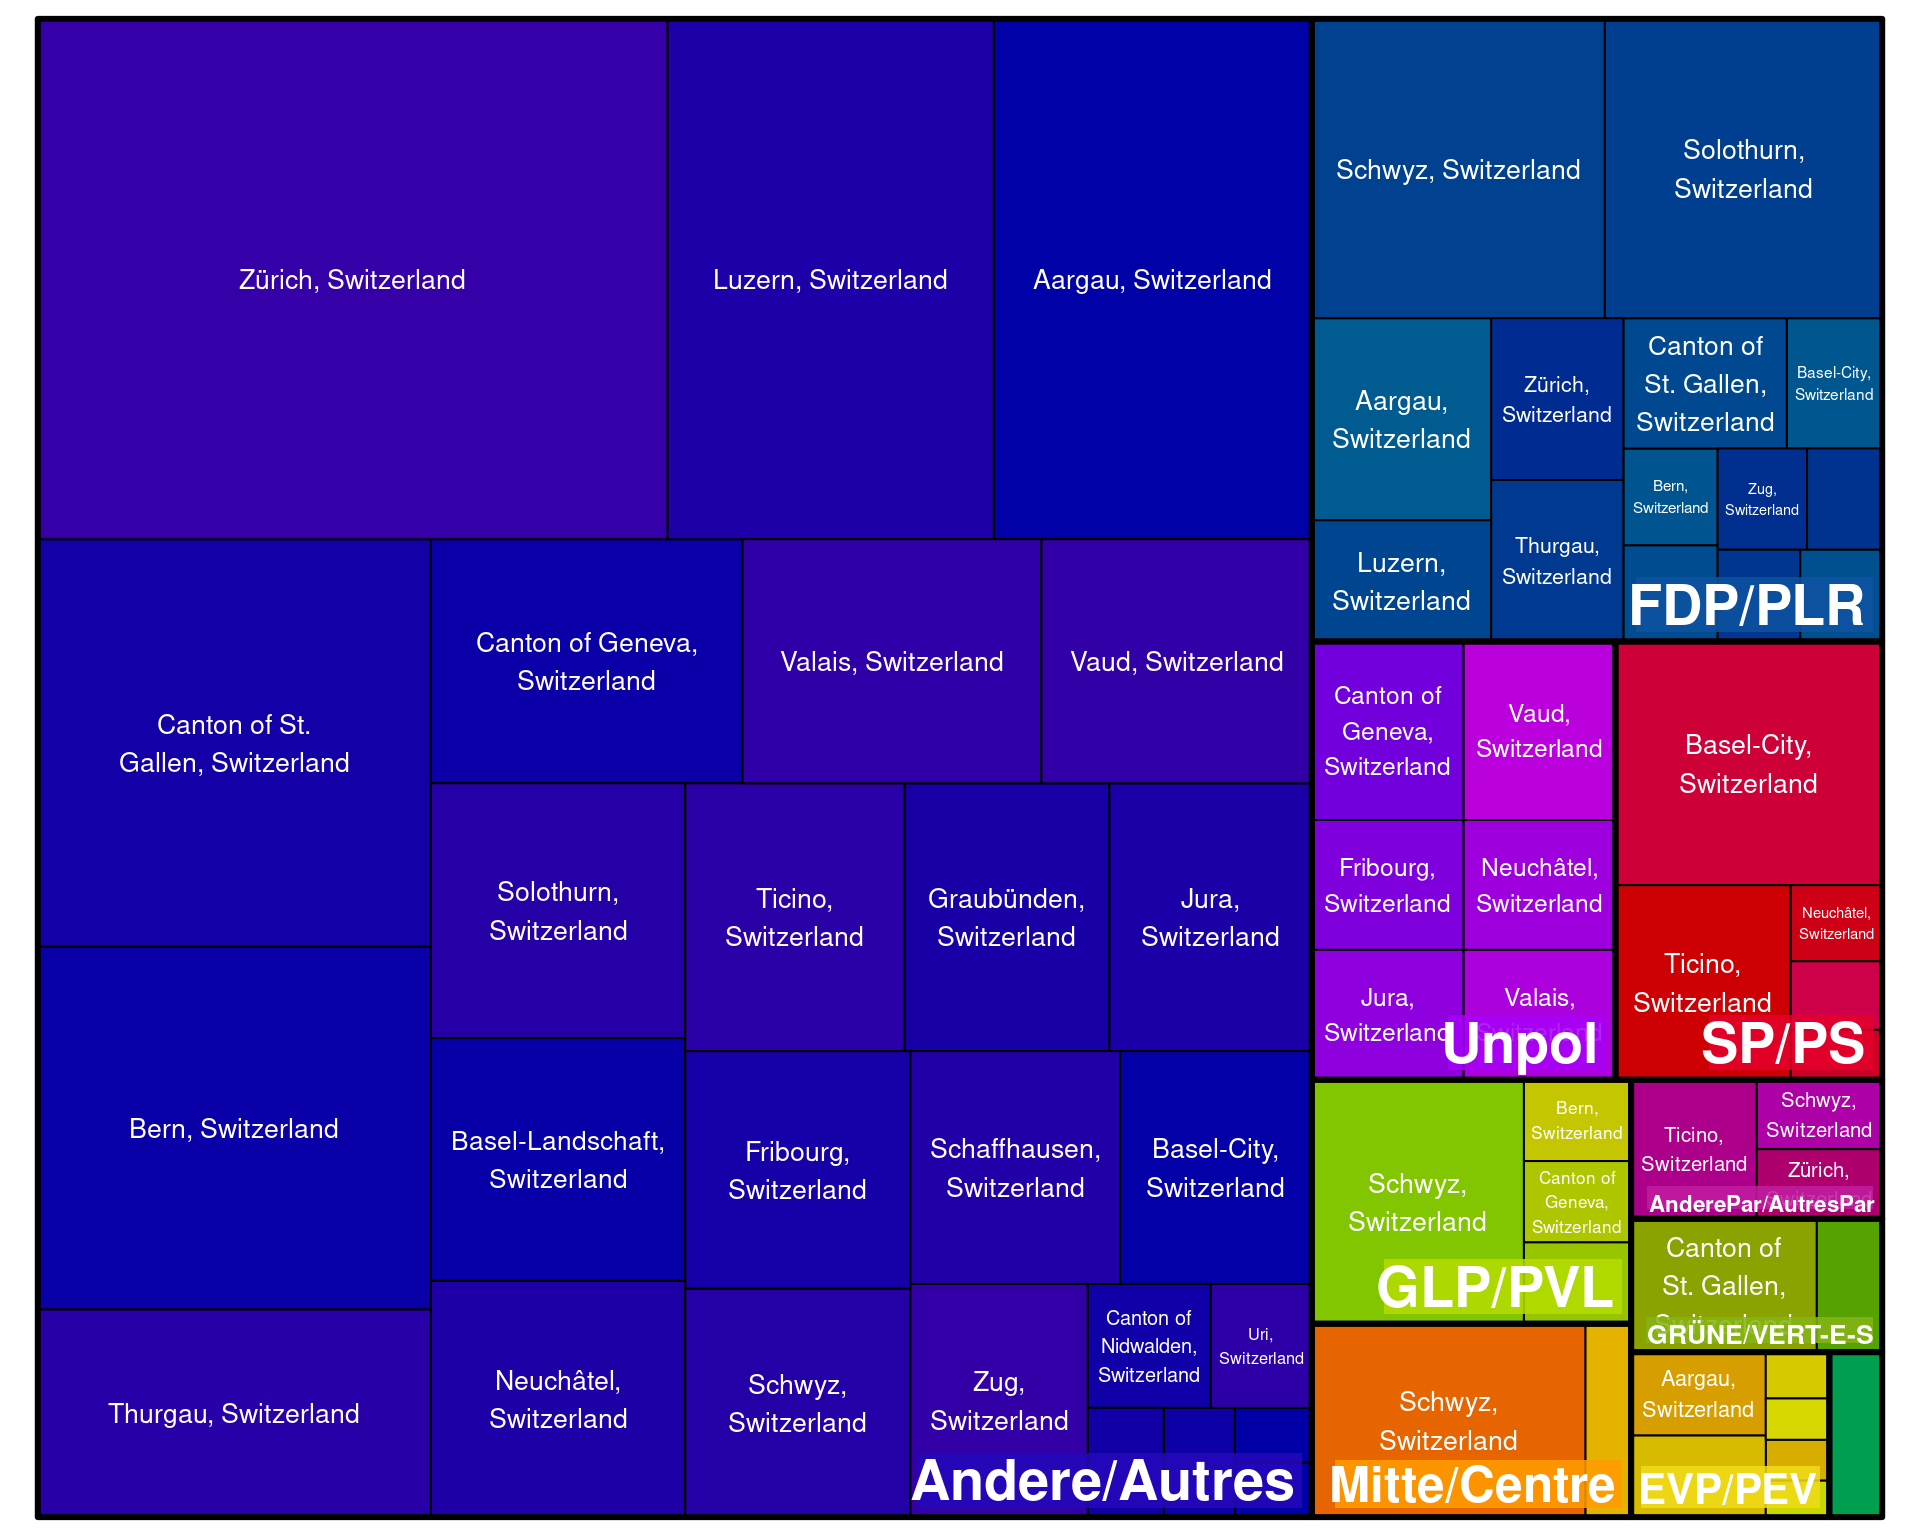 Zürich, Switzerland
Luzern, Switzerland
Aargau, Switzerland
Canton of St.
Gallen, Switzerland
Bern, Switzerland
Thurgau, Switzerland
Canton of Geneva,
Switzerland
Valais, Switzerland
Vaud, Switzerland
Solothurn,
Switzerland
Basel-Landschaft,
Switzerland
Neuchâtel,
Switzerland
Ticino,
Switzerland
Graubünden,
Switzerland
Jura,
Switzerland
Fribourg,
Switzerland
Schwyz,
Switzerland
Schaffhausen,
Switzerland
Basel-City,
Switzerland
Zug,
Switzerland
Canton of
Nidwalden,
Switzerland
Uri,
Switzerland
Andere/Autres
Schwyz, Switzerland
Solothurn,
Switzerland
Aargau,
Switzerland
Luzern,
Switzerland
Zürich,
Switzerland
Thurgau,
Switzerland
Canton of
St. Gallen,
Switzerland
Basel-City,
Switzerland
Bern,
Switzerland
Zug,
Switzerland
FDP/PLR
Canton of
Geneva,
Switzerland
Vaud,
Switzerland
Fribourg,
Switzerland
Neuchâtel,
Switzerland
Jura,
Switzerland
Valais,
Switzerland
Unpol
Basel-City,
Switzerland
Ticino,
Switzerland
Neuchâtel,
Switzerland
SP/PS
Schwyz,
Switzerland
Bern,
Switzerland
Canton of
Geneva,
Switzerland
GLP/PVL
Ticino,
Switzerland
Schwyz,
Switzerland
Zürich,
Switzerland
AnderePar/AutresPar
Canton of
St. Gallen,
Switzerland
GRÜNE/VERT-E-S
Schwyz,
Switzerland
Mitte/Centre
Aargau,
Switzerland
EVP/PEV